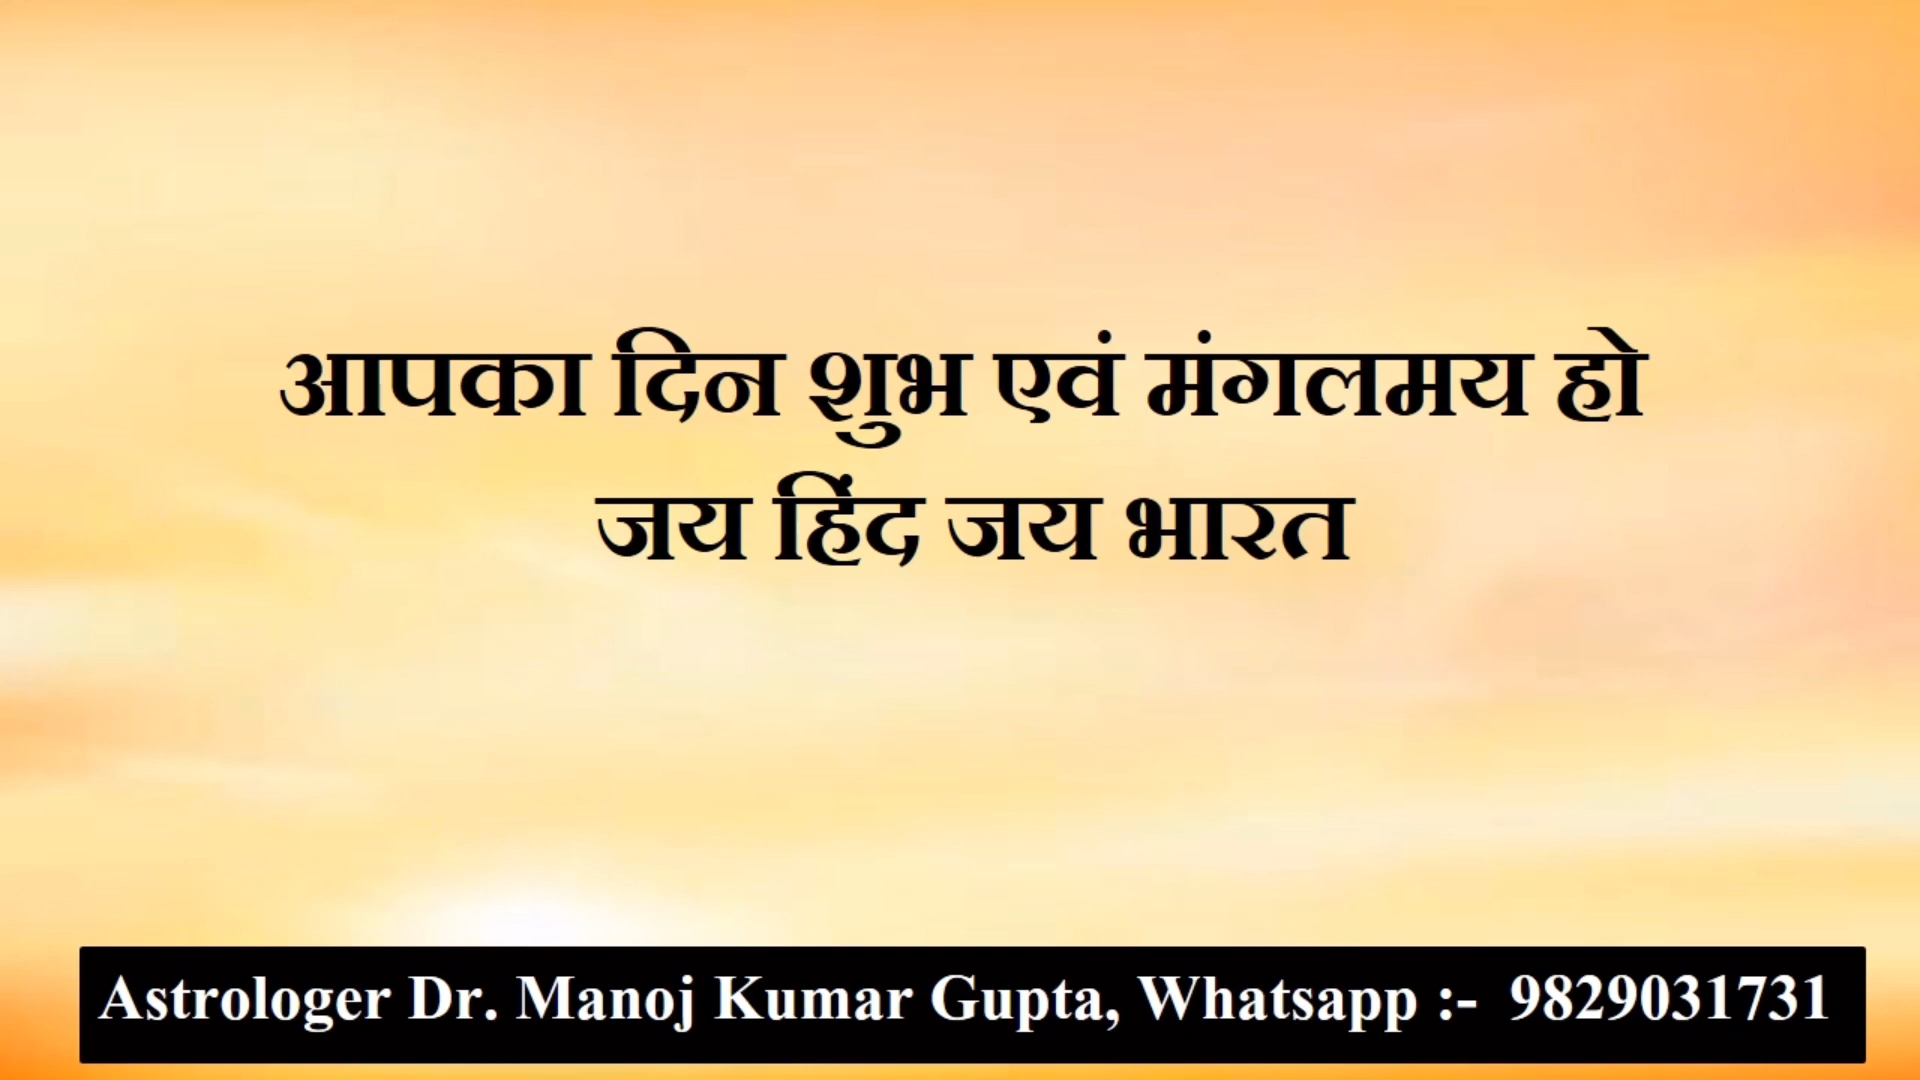 आपका दिन शुभ एवं मंगलमय हो
जय हिंद जय भारत
Astrologer Dr. Manoj Kumar Gupta, Whatsapp :-  9829031731